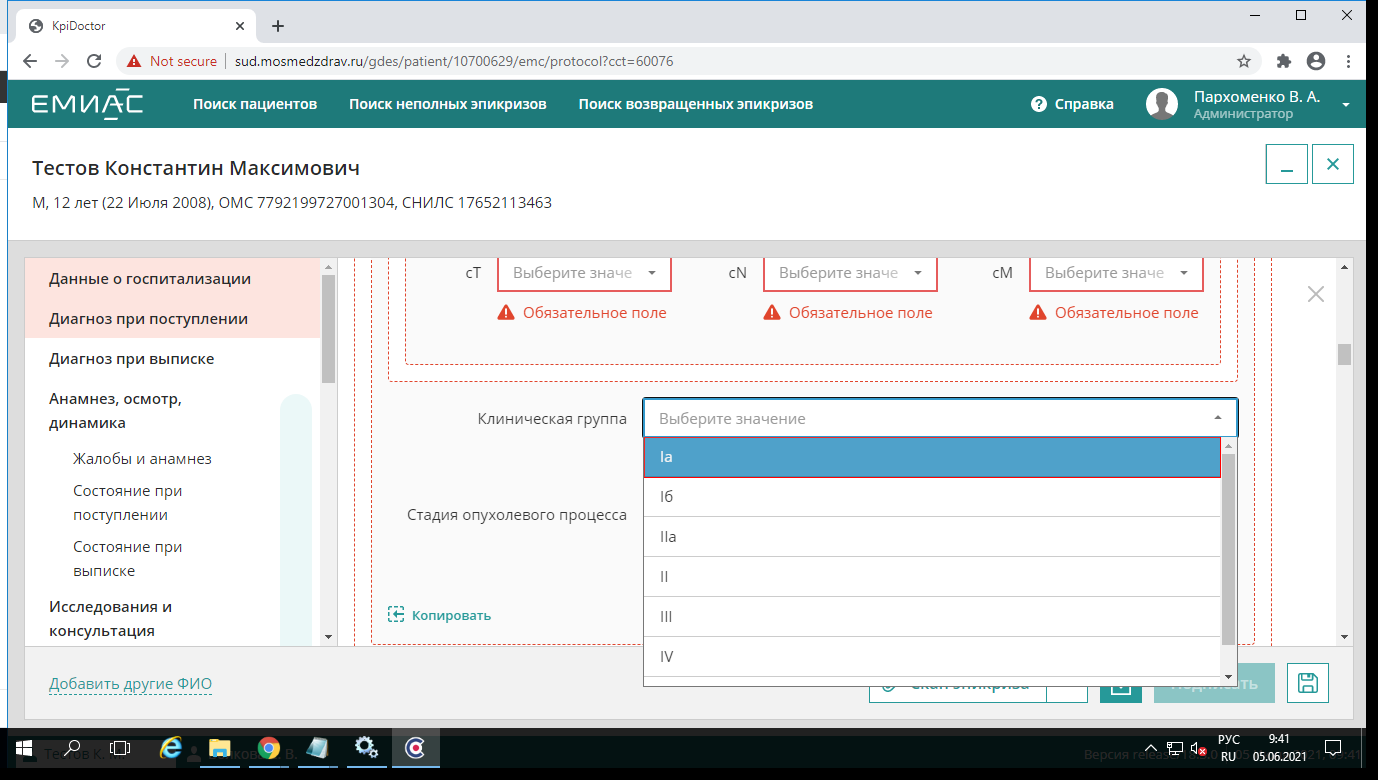 KpiDoctor
Not secure
sud.mosmedzdrav.ru/gdes/patient/10700629/emc/protocol?cct=60076
ЕМИАС
Поиск пациентов
Поиск неполных эпикризов
Поиск возвращенных эпикризов
Справка
Пархоменко В. А.
Администратор
Тестов Константин Максимович
М, 12 лет (22 Июля 2008), ОМС 7792199727001304, СНИЛС 17652113463
Данные о госпитализации
Диагноз при поступлении
Диагноз при выписке
Анамнез, осмотр,
динамика
Жалобы и анамнез
Состояние при
поступлении
Состояние при
выписке
Исследования и
консультация
cT
Выберите значе
cN
Выберите значе
cM
Выберите значе
Обязательное поле
Обязательное поле
Обязательное поле
Клиническая группа
Выберите значение
Iа
Iб
IIа
II
III
IV
Стадия опухолевого процесса
Копировать
Добавить другие ФИО
Скан эпикриза
Подписать
Тестов К. М.
Версия release
РУС
RU
9:41
05.06.2021